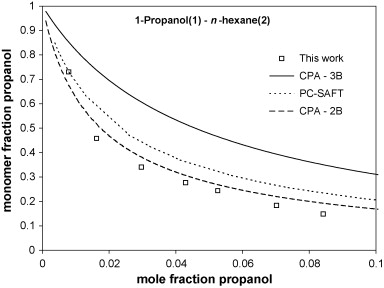 1-Propanol(1) - n-hexane(2)
This work
CPA - 3B
PC-SAFT
CPA - 2B
monomer fraction propanol
1
0.9
0.8
0.7
0.6
0.5
0.4
0.3
0.2
0.1
0
0 0.02 0.04 0.06 0.08 0.1
mole fraction propanol